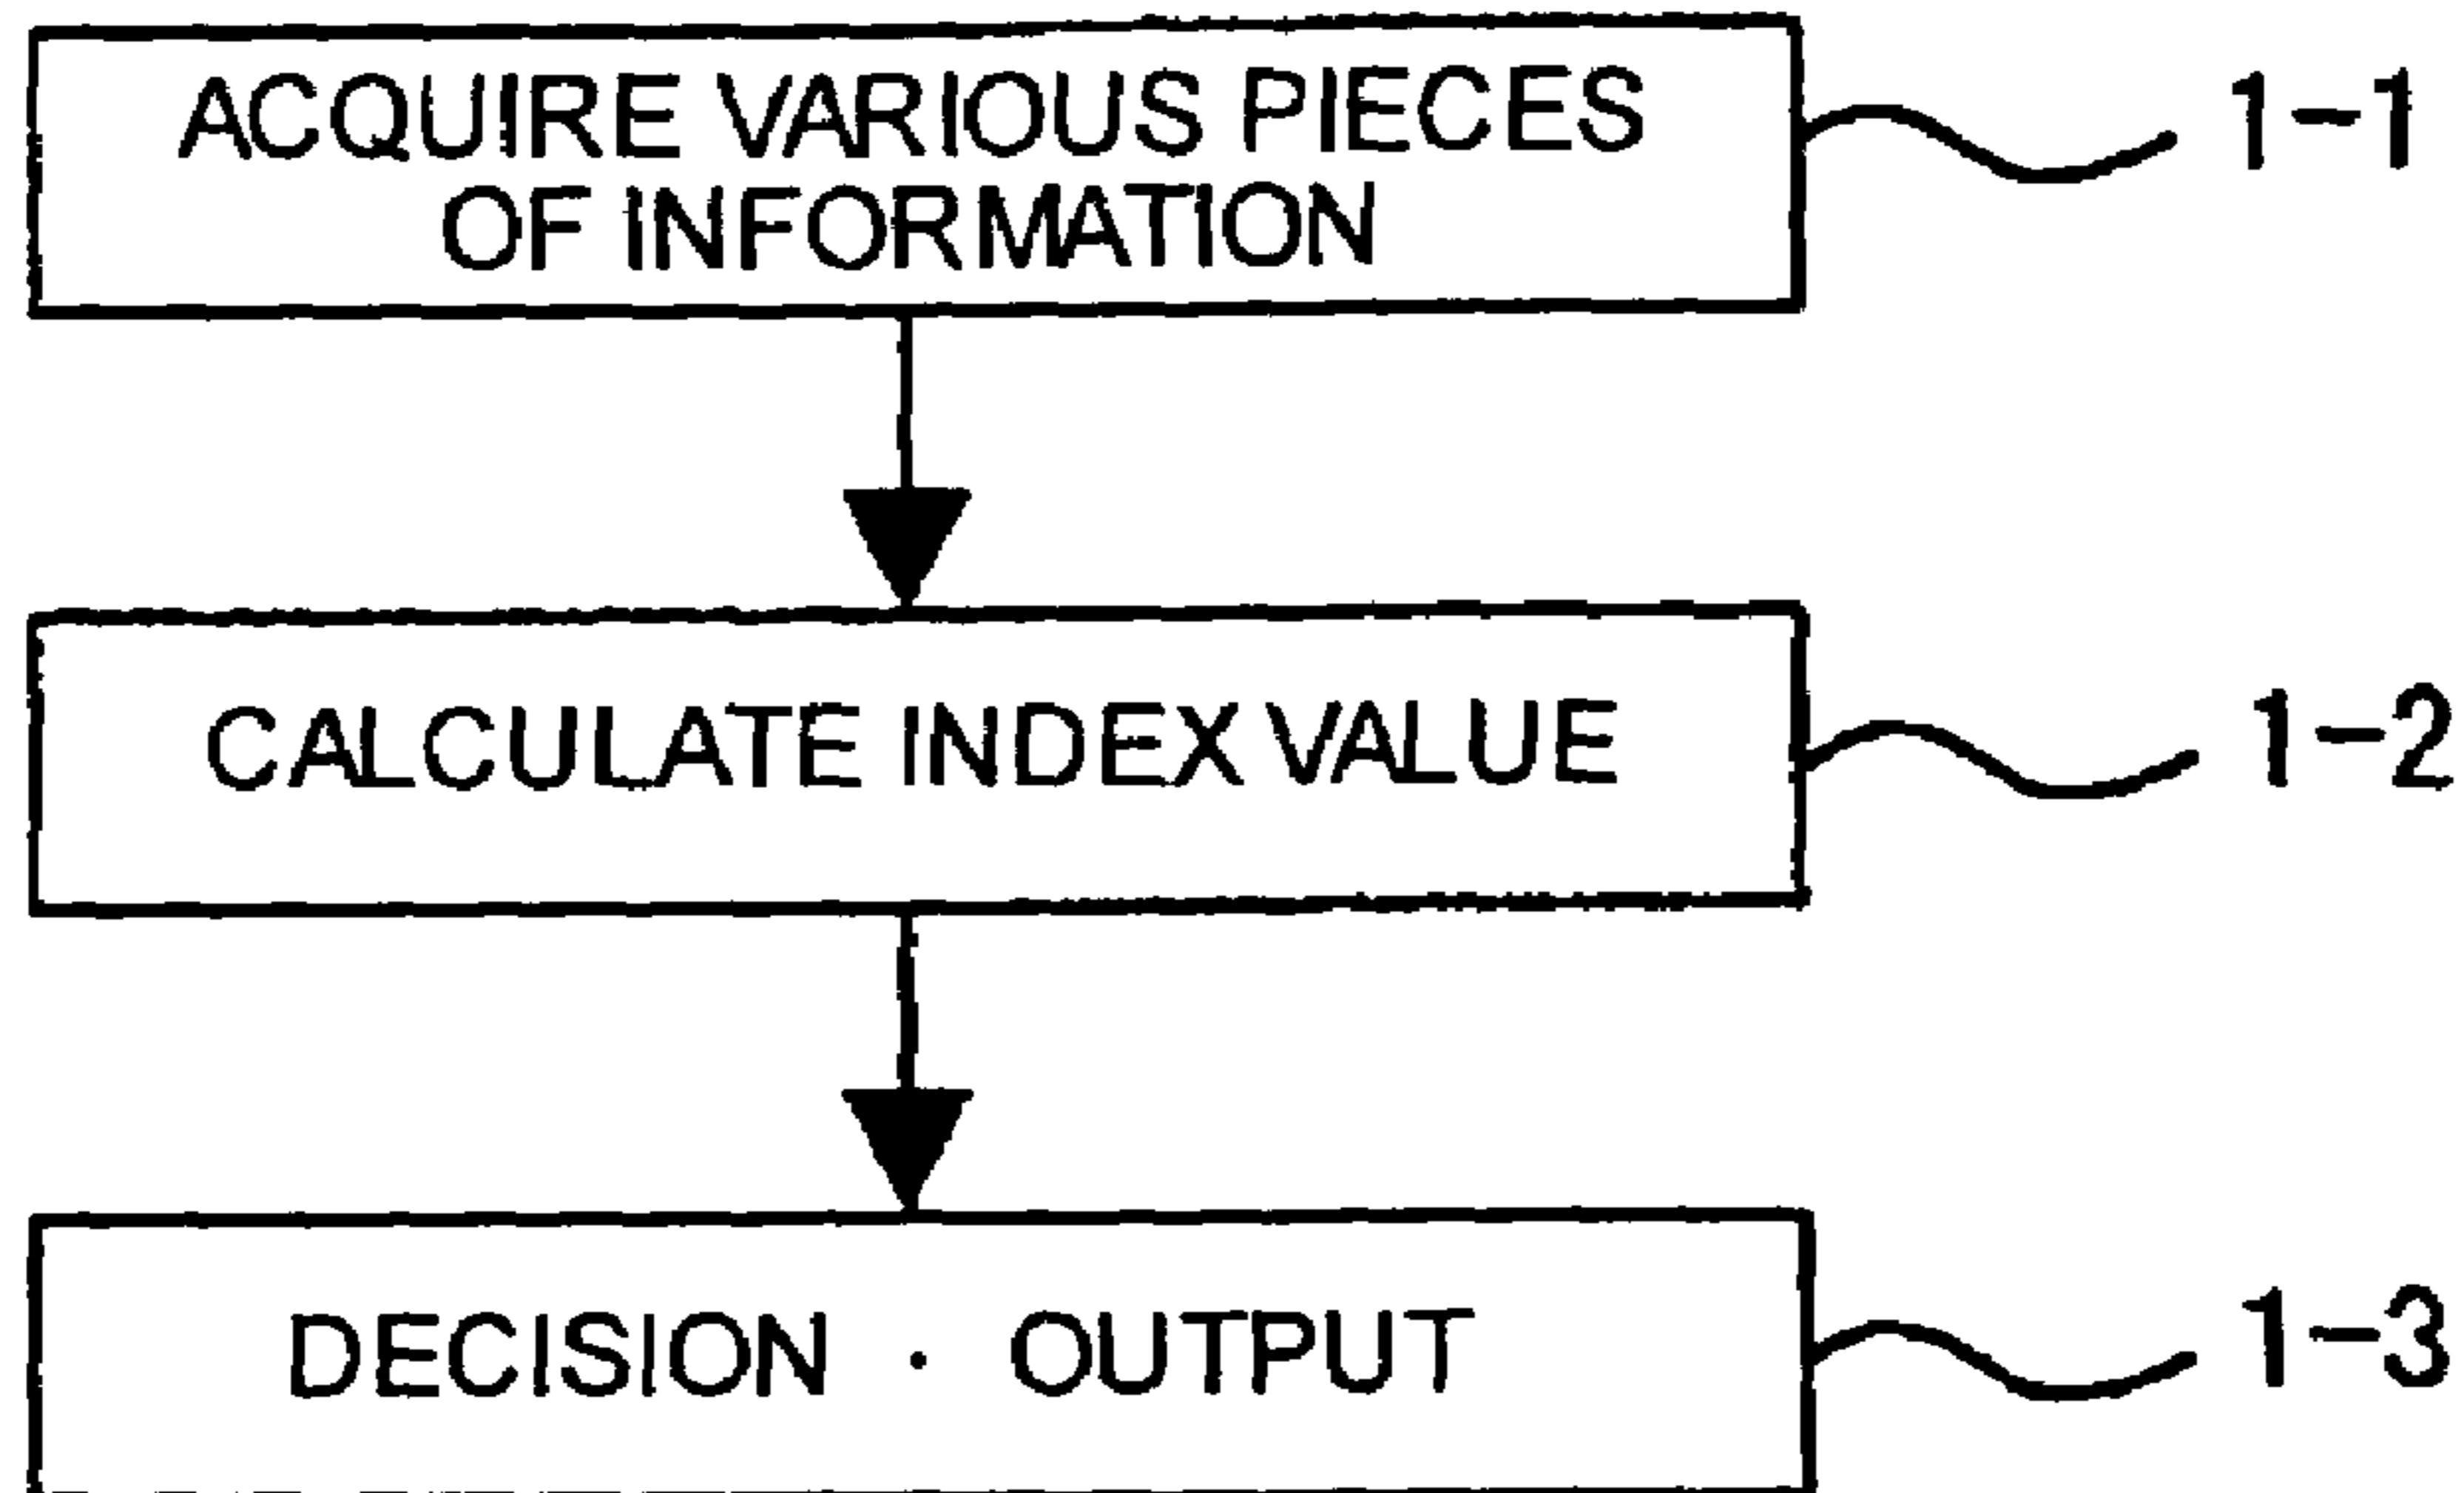 ACQUIRE VARIOUS PIECES
OF INFORMATION
1-1
CALCULATE INDEX VALUE
1-2
DECISION · OUTPUT
1-3